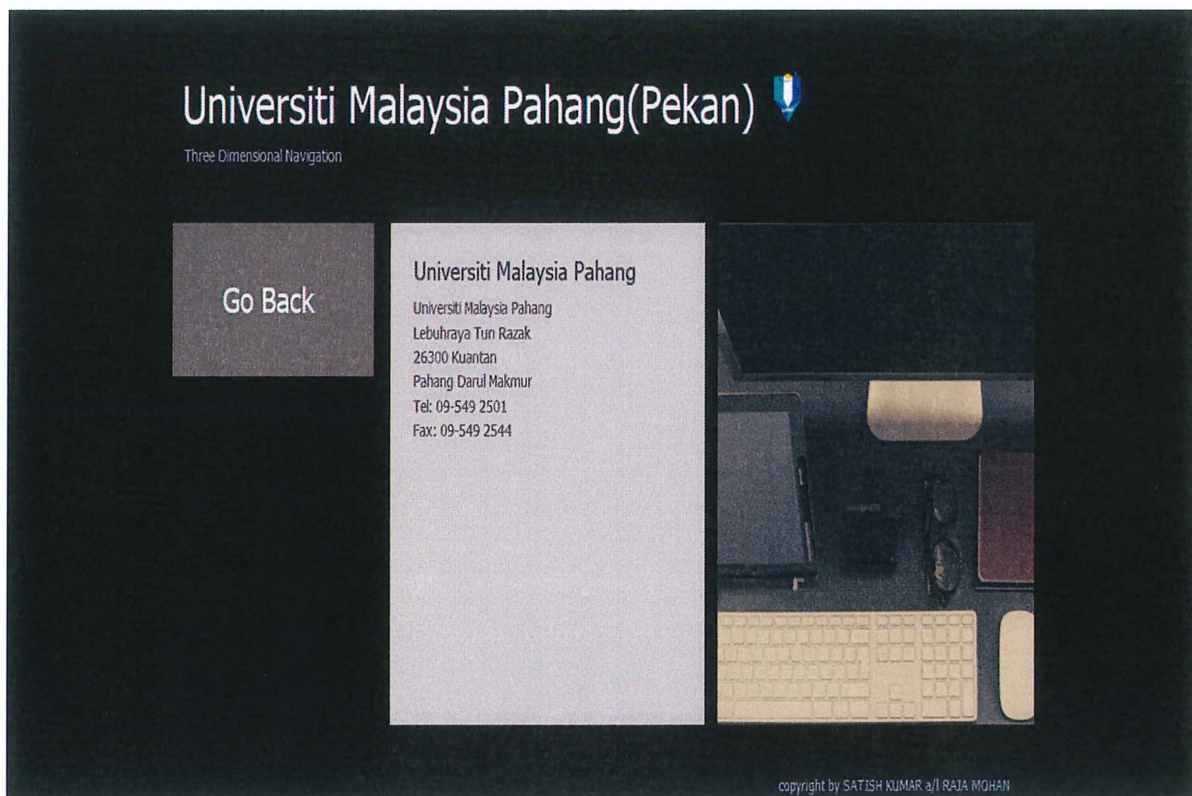 Universiti Malaysia Pahang(Pekan)
Three Dimensional Navigation
Go Back
Universiti Malaysia Pahang
Universiti Malaysia Pahang
Lebuhraya Tun Razak
26300 Kuantan
Pahang Darul Makmur
Tel: 09-549 2501
Fax: 09-549 2544
copyright by SATISH KUMAR a/l RAJA MOHAN